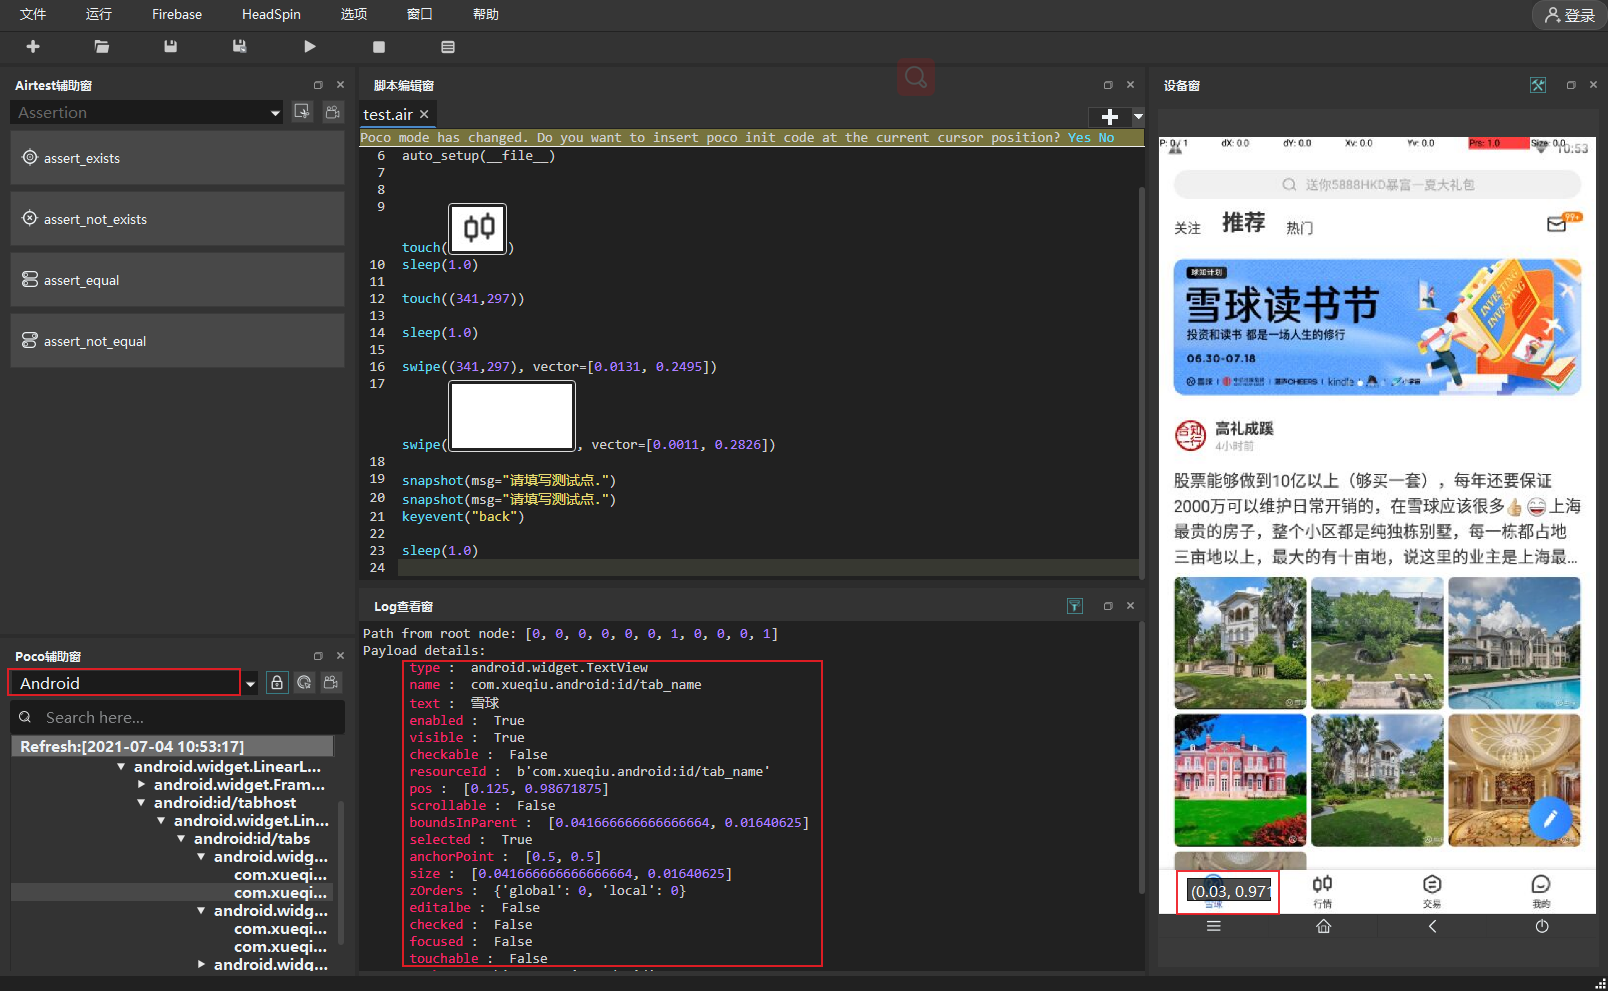 文件 运行 Firebase HeadSpin 选项 窗口 帮助 登录
Airtest辅助窗
Assertion
assert_exists
assert_not_exists
assert_equal
assert_not_equal
Poco辅助窗
Android
Search here...
Refresh:[2021-07-04 10:53:17]
android.widget.LinearL...
android.widget.Fram...
android:id/tabhost
android.widget.Lin...
android:id/tabs
android.widg...
com.xueqi...
com.xueqi...
android.widg...
com.xueqi...
com.xueqi...
android.widg...
脚本编辑窗
test.air
Poco mode has changed. Do you want to insert poco init code at the current cursor position? Yes No
6 auto_setup(__file__)
7
8
9
touch( )
10 sleep(1.0)
11
12 touch((341,297))
13
14 sleep(1.0)
15
16 swipe((341,297), vector=[0.0131, 0.2495])
17
swipe( , vector=[0.0011, 0.2826])
18
19 snapshot(msg="请填写测试点.")
20 snapshot(msg="请填写测试点.")
21 keyevent("back")
22
23 sleep(1.0)
24
Log查看窗
Path from root node: [0, 0, 0, 0, 0, 0, 1, 0, 0, 0, 1]
Payload details:
type : android.widget.TextView
name : com.xueqiu.android:id/tab_name
text : 雪球
enabled : True
visible : True
checkable : False
resourceId : b'com.xueqiu.android:id/tab_name'
pos : [0.125, 0.98671875]
scrollable : False
boundsInParent : [0.041666666666666664, 0.01640625]
selected : True
anchorPoint : [0.5, 0.5]
size : [0.041666666666666664, 0.01640625]
zOrders : {'global': 0, 'local': 0}
editalbe : False
checked : False
focused : False
touchable : False
设备窗
P: 0 / 1 dX: 0.0 dY: 0.0 Xv: 0.0 Yv: 0.0 Prs: 1.0 Size: 0.0
10:53
送你5888HKD暴富一夏大礼包
关注 推荐 热门 99+
球知计划
雪球读书节
投资和读书 都是一场人生的修行
06.30-07.18
雪球 CHEERS kindle
INVESTING
INVESTING
高礼成蹊
4小时前
股票能够做到10亿以上（够买一套），每年还要保证
2000万可以维护日常开销的，在雪球应该很多 上海
最贵的房子，整个小区都是纯独栋别墅，每一栋都占地
三亩地以上，最大的有十亩地，说这里的业主是上海最...
(0.03, 0.971
雪球 行情 交易 我的